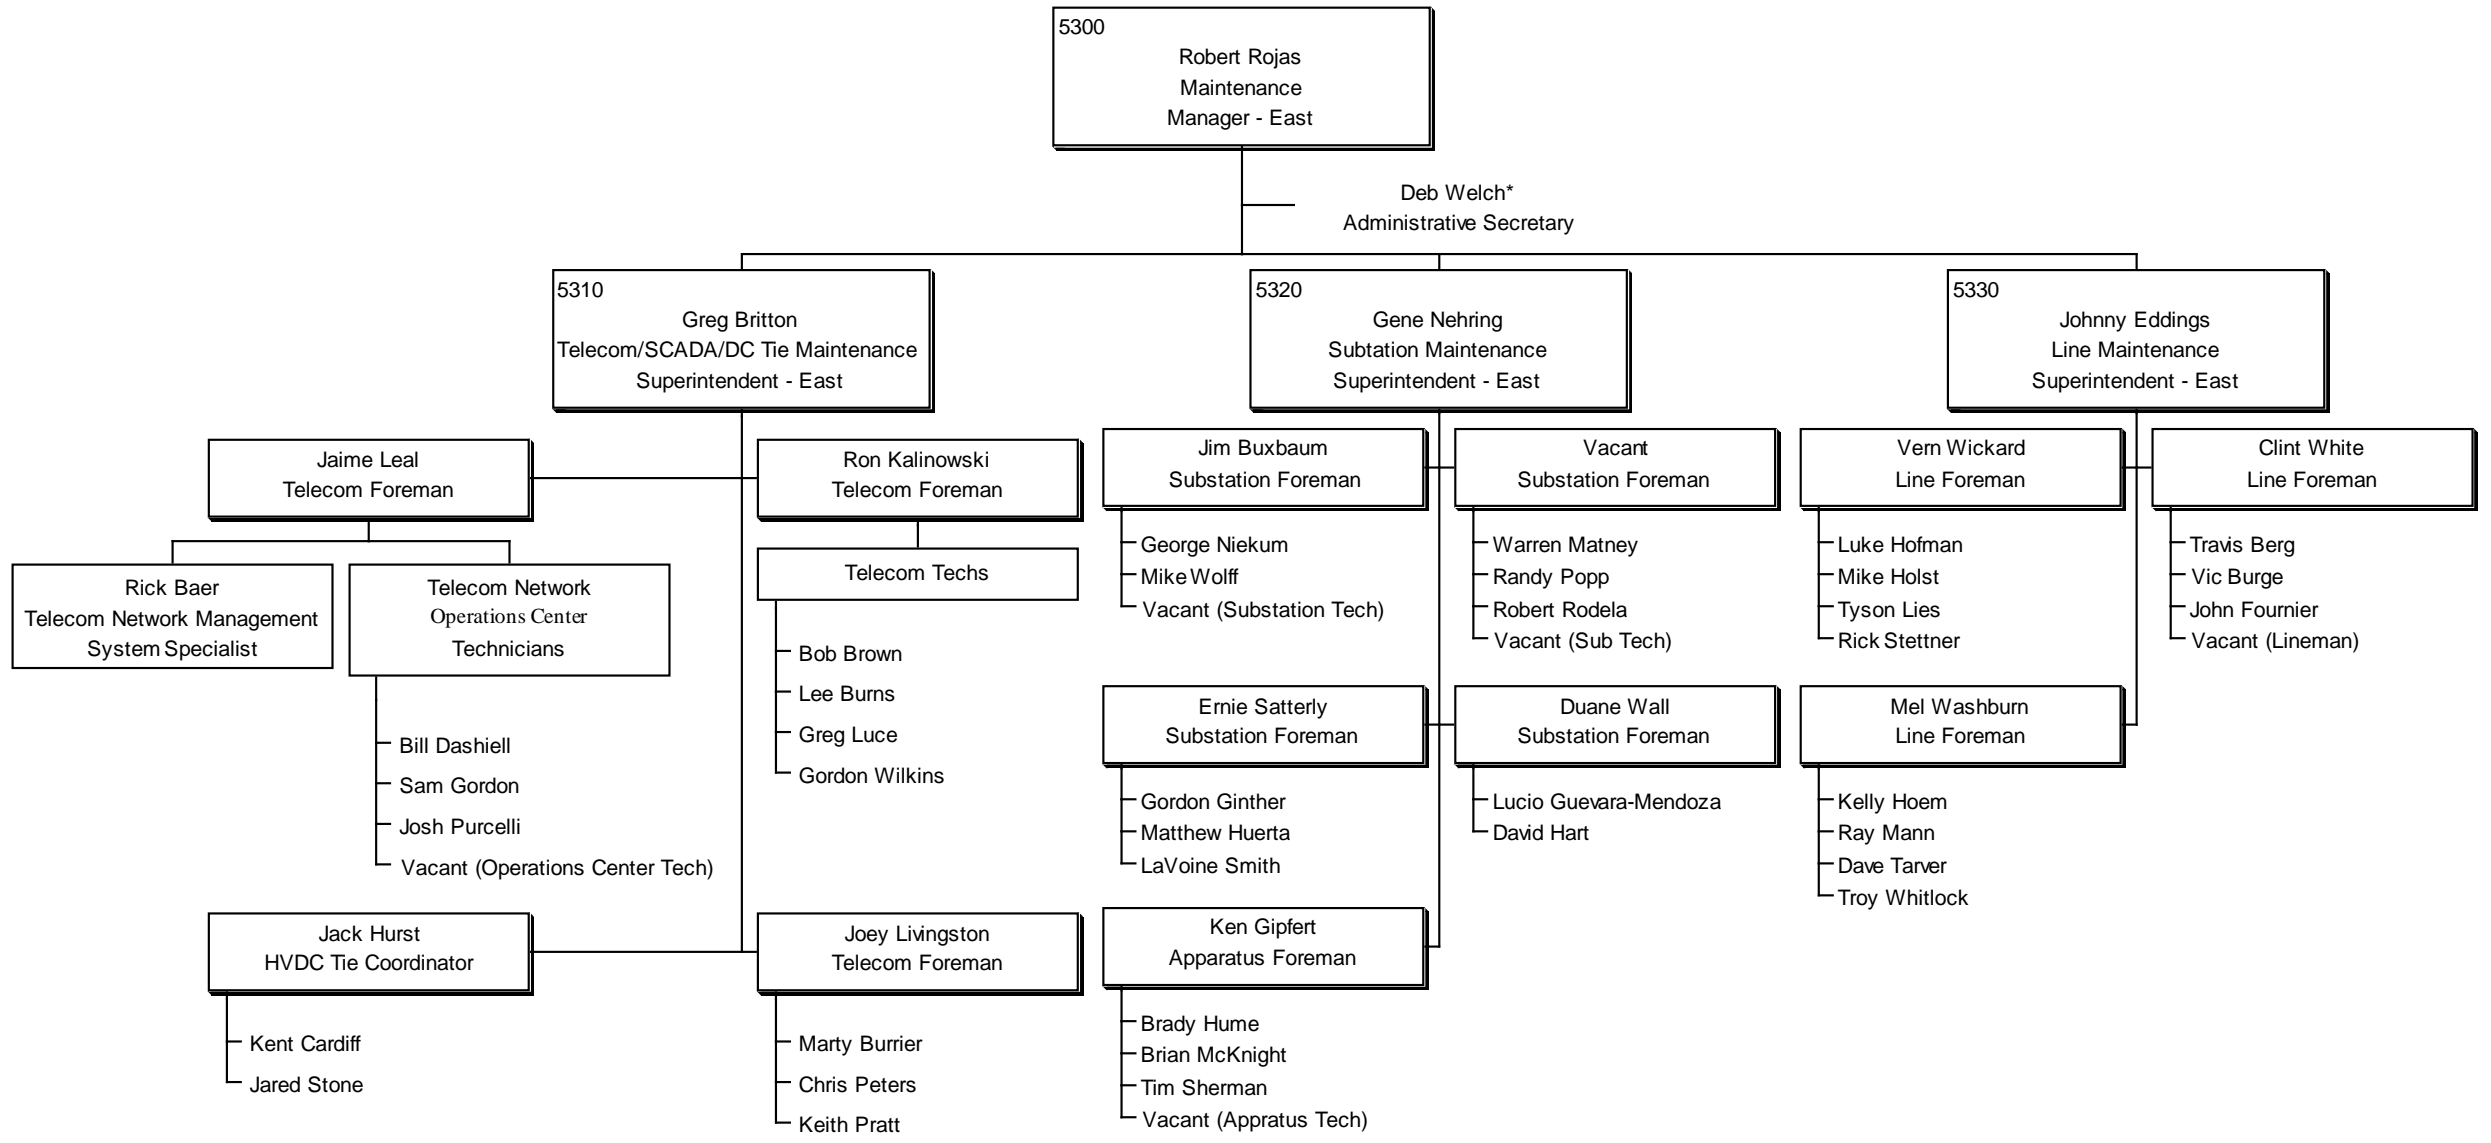 5300
Robert Rojas
Maintenance
Manager - East
Deb Welch*
Administrative Secretary
5310
Greg Britton
Telecom/SCADA/DC Tie Maintenance
Superintendent - East
5320
Gene Nehring
Subtation Maintenance
Superintendent - East
5330
Johnny Eddings
Line Maintenance
Superintendent - East
Jaime Leal
Telecom Foreman
Ron Kalinowski
Telecom Foreman
Rick Baer
Telecom Network Management
System Specialist
Telecom Network
Operations Center
Technicians
Bill Dashiell
Sam Gordon
Josh Purcelli
Vacant (Operations Center Tech)
Telecom Techs
Bob Brown
Lee Burns
Greg Luce
Gordon Wilkins
Jack Hurst
HVDC Tie Coordinator
Kent Cardiff
Jared Stone
Joey Livingston
Telecom Foreman
Marty Burrier
Chris Peters
Keith Pratt
Jim Buxbaum
Substation Foreman
George Niekum
Mike Wolff
Vacant (Substation Tech)
Vacant
Substation Foreman
Warren Matney
Randy Popp
Robert Rodela
Vacant (Sub Tech)
Ernie Satterly
Substation Foreman
Gordon Ginther
Matthew Huerta
LaVoine Smith
Duane Wall
Substation Foreman
Lucio Guevara-Mendoza
David Hart
Ken Gipfert
Apparatus Foreman
Brady Hume
Brian McKnight
Tim Sherman
Vacant (Appratus Tech)
Vern Wickard
Line Foreman
Luke Hofman
Mike Holst
Tyson Lies
Rick Stettner
Clint White
Line Foreman
Travis Berg
Vic Burge
John Fournier
Vacant (Lineman)
Mel Washburn
Line Foreman
Kelly Hoem
Ray Mann
Dave Tarver
Troy Whitlock